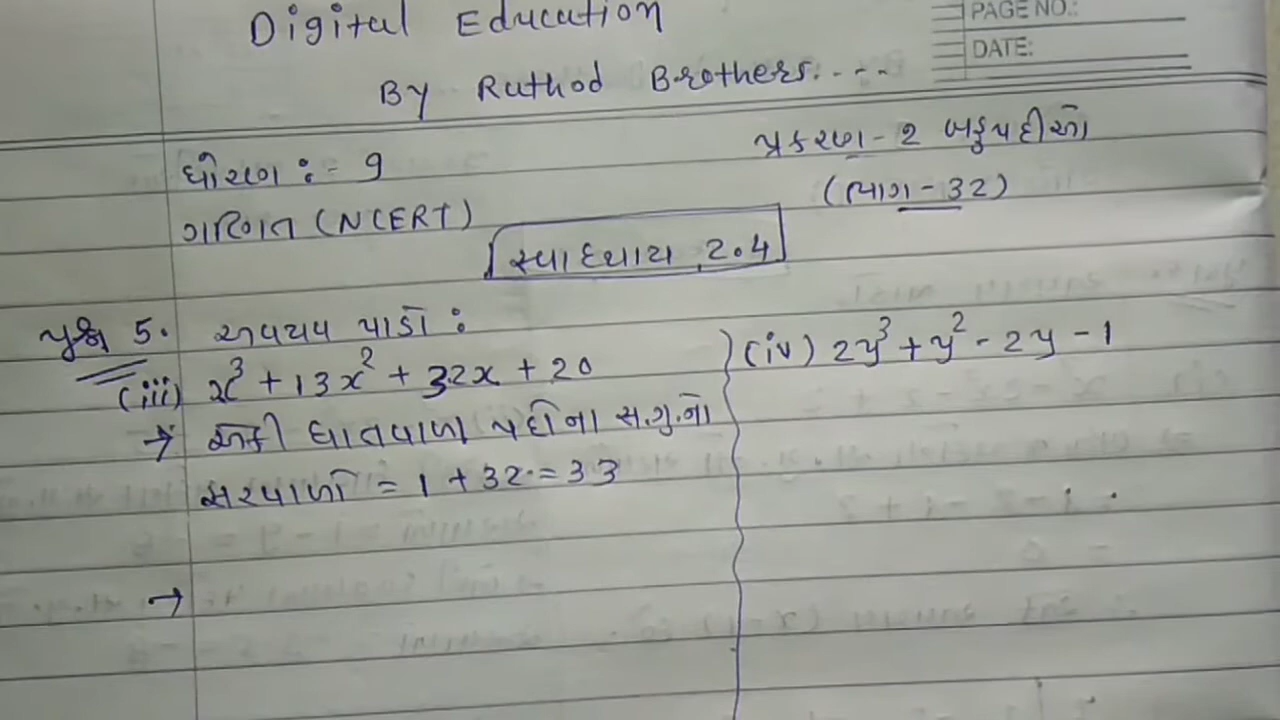 Digital Education
PAGE NO.:
DATE:
By Rathod Brothers....--
ધોરણ :- 9
પ્રકરણ - 2 બહુપદીઓ
ગણિત (NCERT)
(ભાગ - 32)
સ્વાધ્યાય 2.4
પ્રશ્ન 5. અવયવ પાડો :
(iii) x³ + 13x² + 32x + 20
(iv) 2y³ + y² - 2y - 1
→ એકી ઘાતવાળા પદોના સ.ગુ.નો
સરવાળો = 1 + 32 = 33
→